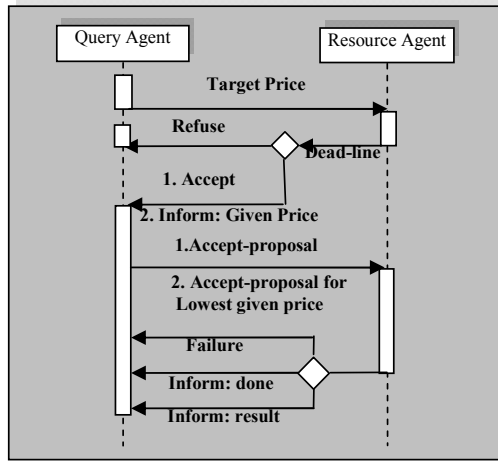 Query Agent
Resource Agent
Target Price
Refuse
Dead-line
1. Accept
2. Inform: Given Price
1.Accept-proposal
2. Accept-proposal for
Lowest given price
Failure
Inform: done
Inform: result